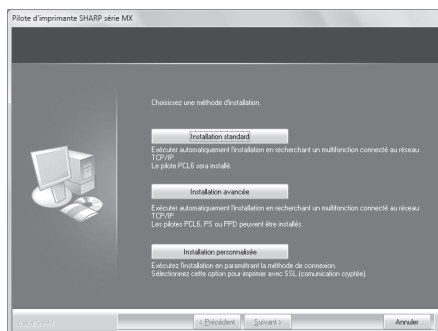 Pilote d'imprimante SHARP série MX
Choisissez une méthode d'installation.
Installation standard
Exécuter automatiquement l'installation en recherchant un multifonction connecté au réseau
TCP/IP.
Le pilote PCL6 sera installé.
Installation avancée
Exécuter automatiquement l'installation en recherchant un multifonction connecté au réseau
TCP/IP.
Les pilotes PCL6, PS ou PPD peuvent être installés.
Installation personnalisée
Exécutez l'installation en paramétrant la méthode de connexion.
Sélectionnez cette option pour imprimer avec SSL (comunication cryptée).
InstallShield
< Précédent
Suivant >
Annuler